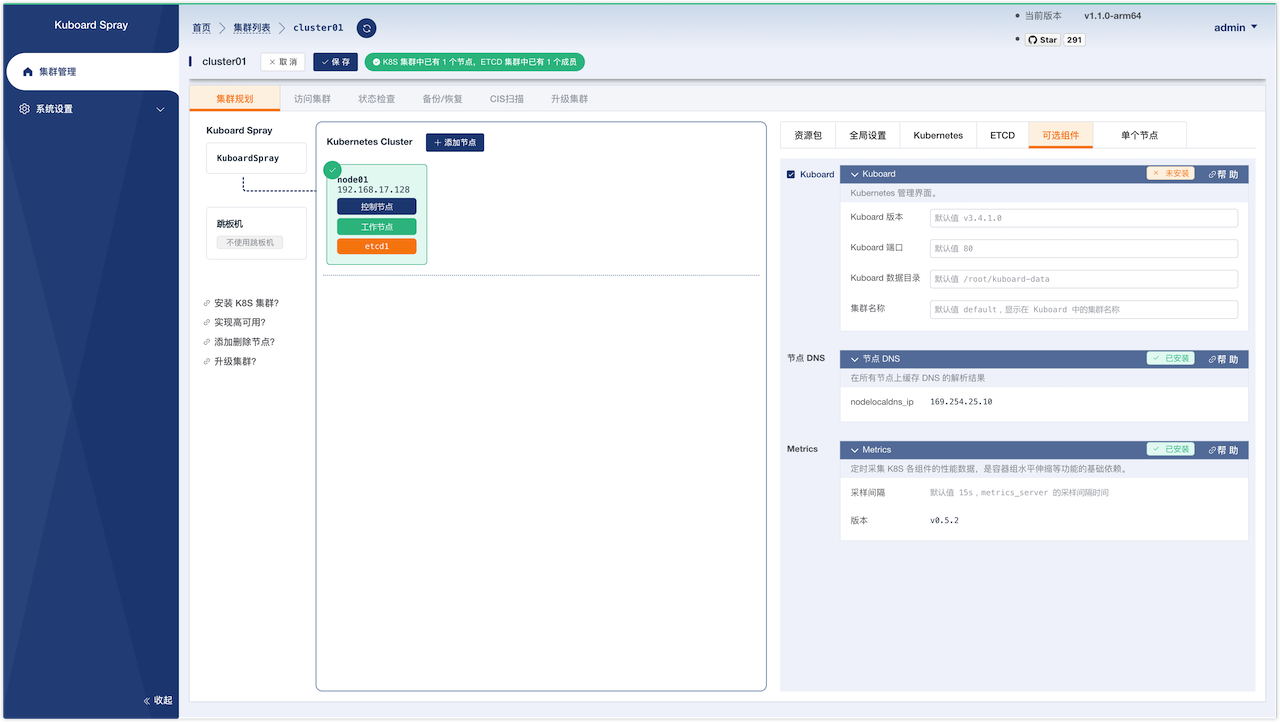 Kuboard Spray
集群管理
系统设置
收起
首页 集群列表 cluster01
当前版本 v1.1.0-arm64
Star 291
admin
cluster01 取 消 保 存 K8S 集群中已有 1 个节点，ETCD 集群中已有 1 个成员
集群规划 访问集群 状态检查 备份/恢复 CIS扫描 升级集群
Kuboard Spray
KuboardSpray
跳板机
不使用跳板机
安装 K8S 集群?
实现高可用?
添加删除节点?
升级集群?
Kubernetes Cluster 添加节点
node01
192.168.17.128
控制节点
工作节点
etcd1
资源包 全局设置 Kubernetes ETCD 可选组件 单个节点
Kuboard Kuboard 未安装 帮 助
Kubernetes 管理界面。
Kuboard 版本 默认值 v3.4.1.0
Kuboard 端口 默认值 80
Kuboard 数据目录 默认值 /root/kuboard-data
集群名称 默认值 default，显示在 Kuboard 中的集群名称
节点 DNS 节点 DNS 已安装 帮 助
在所有节点上缓存 DNS 的解析结果
nodelocaldns_ip 169.254.25.10
Metrics Metrics 已安装 帮 助
定时采集 K8S 各组件的性能数据，是容器组水平伸缩等功能的基础依赖。
采样间隔 默认值 15s，metrics_server 的采样间隔时间
版本 v0.5.2